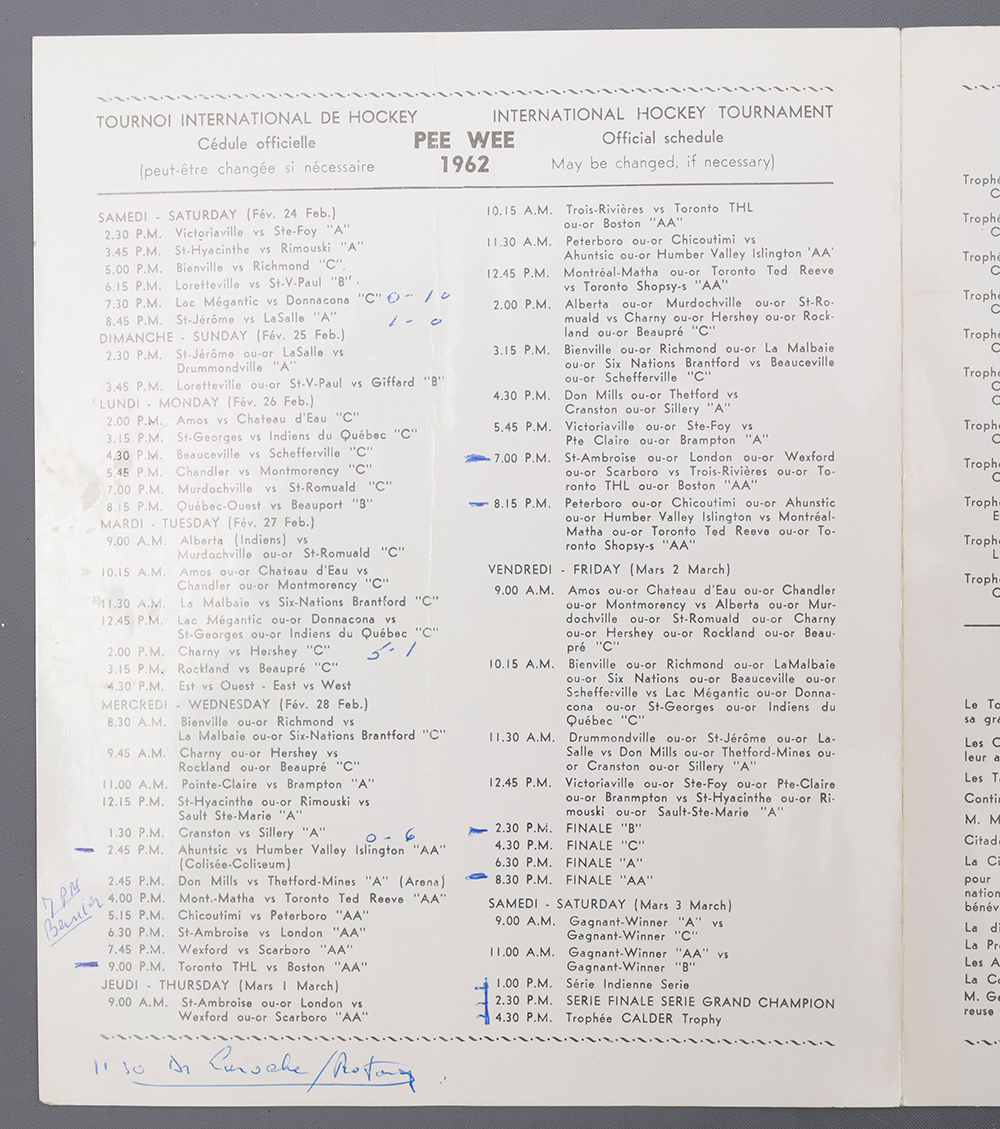 TOURNOI INTERNATIONAL DE HOCKEY
Cédule officielle
(peut-être changée si nécessaire
PEE WEE
1962
INTERNATIONAL HOCKEY TOURNAMENT
Official schedule
May be changed, if necessary)
SAMEDI - SATURDAY (Fév. 24 Feb.)
2.30 P.M. Victoriaville vs Ste-Foy "A"
3.45 P.M. St-Hyacinthe vs Rimouski "A"
5.00 P.M. Bienville vs Richmond "C".
6.15 P.M. Loretteville vs St-V-Paul "B".
7.30 P.M. Lac Mégantic vs Donnacona "C" 0-10
8.45 P.M. St-Jérôme vs LaSalle "A" 1-0
DIMANCHE - SUNDAY (Fév. 25 Feb.)
2.30 P.M. St-Jérôme ou-or LaSalle vs
Drummondville "A"
3.45 P.M. Loretteville ou-or St-V-Paul vs Giffard "B"
LUNDI - MONDAY (Fév. 26 Feb.)
2.00 P.M. Amos vs Chateau d'Eau "C"
3.15 P.M. St-Georges vs Indiens du Québec "C"
4.30 P.M. Beauceville vs Schefferville "C"
5.45 P.M. Chandler vs Montmorency "C"
7.00 P.M. Murdochville vs St-Romuald "C"
8.15 P.M. Québec-Ouest vs Beauport "B"
MARDI - TUESDAY (Fév. 27 Feb.)
9.00 A.M. Alberta (Indiens) vs
Murdochville ou-or St-Romuald "C"
10.15 A.M. Amos ou-or Chateau d'Eau vs
Chandler ou-or Montmorency "C"
11.30 A.M. La Malbaie vs Six-Nations Brantford "C"
12.45 P.M. Lac Mégantic ou-or Donnacona vs
St-Georges ou-or Indiens du Québec "C"
2.00 P.M. Charny vs Hershey "C" 5-1
3.15 P.M. Rockland vs Beaupré "C"
4.30 P.M. Est vs Ouest - East vs West
MERCREDI - WEDNESDAY (Fév. 28 Feb.)
8.30 A.M. Bienville ou-or Richmond vs
La Malbaie ou-or Six-Nations Brantford "C"
9.45 A.M. Charny ou-or Hershey vs
Rockland ou-or Beaupré "C"
11.00 A.M. Pointe-Claire vs Brampton "A"
12.15 P.M. St-Hyacinthe ou-or Rimouski vs
Sault Ste-Marie "A"
1.30 P.M. Cranston vs Sillery "A" 0-6
2.45 P.M. Ahuntsic vs Humber Valley Islington "AA"
(Colisée-Coliseum)
2.45 P.M. Don Mills vs Thetford-Mines "A" (Arena)
7 PM
Bernier
4.00 P.M. Mont.-Matha vs Toronto Ted Reeve "AA"
5.15 P.M. Chicoutimi vs Peterboro "AA"
6.30 P.M. St-Ambroise vs London "AA"
7.45 P.M. Wexford vs Scarboro "AA"
9.00 P.M. Toronto THL vs Boston "AA"
JEUDI - THURSDAY (Mars 1 March)
9.00 A.M. St-Ambroise ou-or London vs
Wexford ou-or Scarboro "AA"
10.15 A.M. Trois-Rivières vs Toronto THL
ou-or Boston "AA"
11.30 A.M. Peterboro ou-or Chicoutimi vs
Ahuntsic ou-or Humber Valley Islington 'AA'
12.45 P.M. Montréal-Matha ou-or Toronto Ted Reeve
vs Toronto Shopsy-s "AA"
2.00 P.M. Alberta ou-or Murdochville ou-or St-Ro-
muald vs Charny ou-or Hershey ou-or Rock-
land ou-or Beaupré "C"
3.15 P.M. Bienville ou-or Richmond ou-or La Malbaie
ou-or Six Nations Brantford vs Beauceville
ou-or Schefferville "C"
4.30 P.M. Don Mills ou-or Thetford vs
Cranston ou-or Sillery "A"
5.45 P.M. Victoriaville ou-or Ste-Foy vs
Pte Claire ou-or Brampton "A"
7.00 P.M. St-Ambroise ou-or London ou-or Wexford
ou-or Scarboro vs Trois-Rivières ou-or To-
ronto THL ou-or Boston "AA"
8.15 P.M. Peterboro ou-or Chicoutimi ou-or Ahunstic
ou-or Humber Valley Islington vs Montréal-
Matha ou-or Toronto Ted Reeve ou-or To-
ronto Shopsy-s "AA"
VENDREDI - FRIDAY (Mars 2 March)
9.00 A.M. Amos ou-or Chateau d'Eau ou-or Chandler
ou-or Montmorency vs Alberta ou-or Mur-
dochville ou-or St-Romuald ou-or Charny
ou-or Hershey ou-or Rockland ou-or Beau-
pré "C"
10.15 A.M. Bienville ou-or Richmond ou-or LaMalbaie
ou-or Six Nations ou-or Beauceville ou-or
Schefferville vs Lac Mégantic ou-or Donna-
cona ou-or St-Georges ou-or Indiens du
Québec "C"
11.30 A.M. Drummondville ou-or St-Jérôme ou-or La-
Salle vs Don Mills ou-or Thetford-Mines ou-
or Cranston ou-or Sillery "A"
12.45 P.M. Victoriaville ou-or Ste-Foy ou-or Pte-Claire
ou-or Branmpton vs St-Hyacinthe ou-or Ri-
mouski ou-or Sault-Ste-Marie "A"
2.30 P.M. FINALE "B"
4.30 P.M. FINALE "C"
6.30 P.M. FINALE "A"
8.30 P.M. FINALE "AA"
SAMEDI - SATURDAY (Mars 3 March)
9.00 A.M. Gagnant-Winner "A" vs
Gagnant-Winner "C"
11.00 A.M. Gagnant-Winner "AA" vs
Gagnant-Winner "B"
1.00 P.M. Série Indienne Serie
2.30 P.M. SERIE FINALE SERIE GRAND CHAMPION
4.30 P.M. Trophée CALDER Trophy
11 30 Dr Laroche/Rotary
Le To
sa gra
Les C
leur a
Les T
Contin
M. M
Citade
La Ci
pour
nation
bénév
La di
La Pr
Les A
La Co
M. Ge
reuse